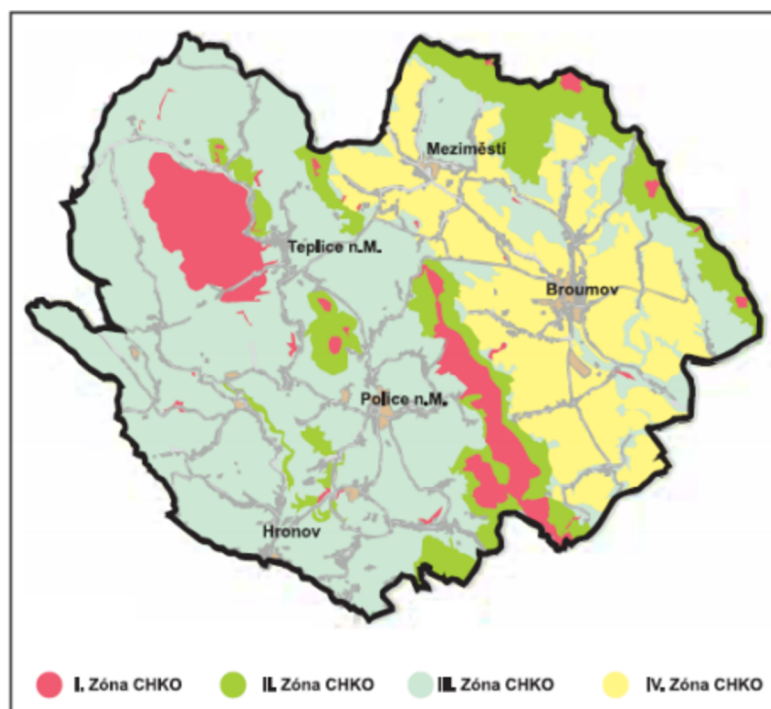 Meziměstí
Teplice n.M.
Broumov
Police n.M.
Hronov
I. Zóna CHKO
II. Zóna CHKO
III. Zóna CHKO
IV. Zóna CHKO